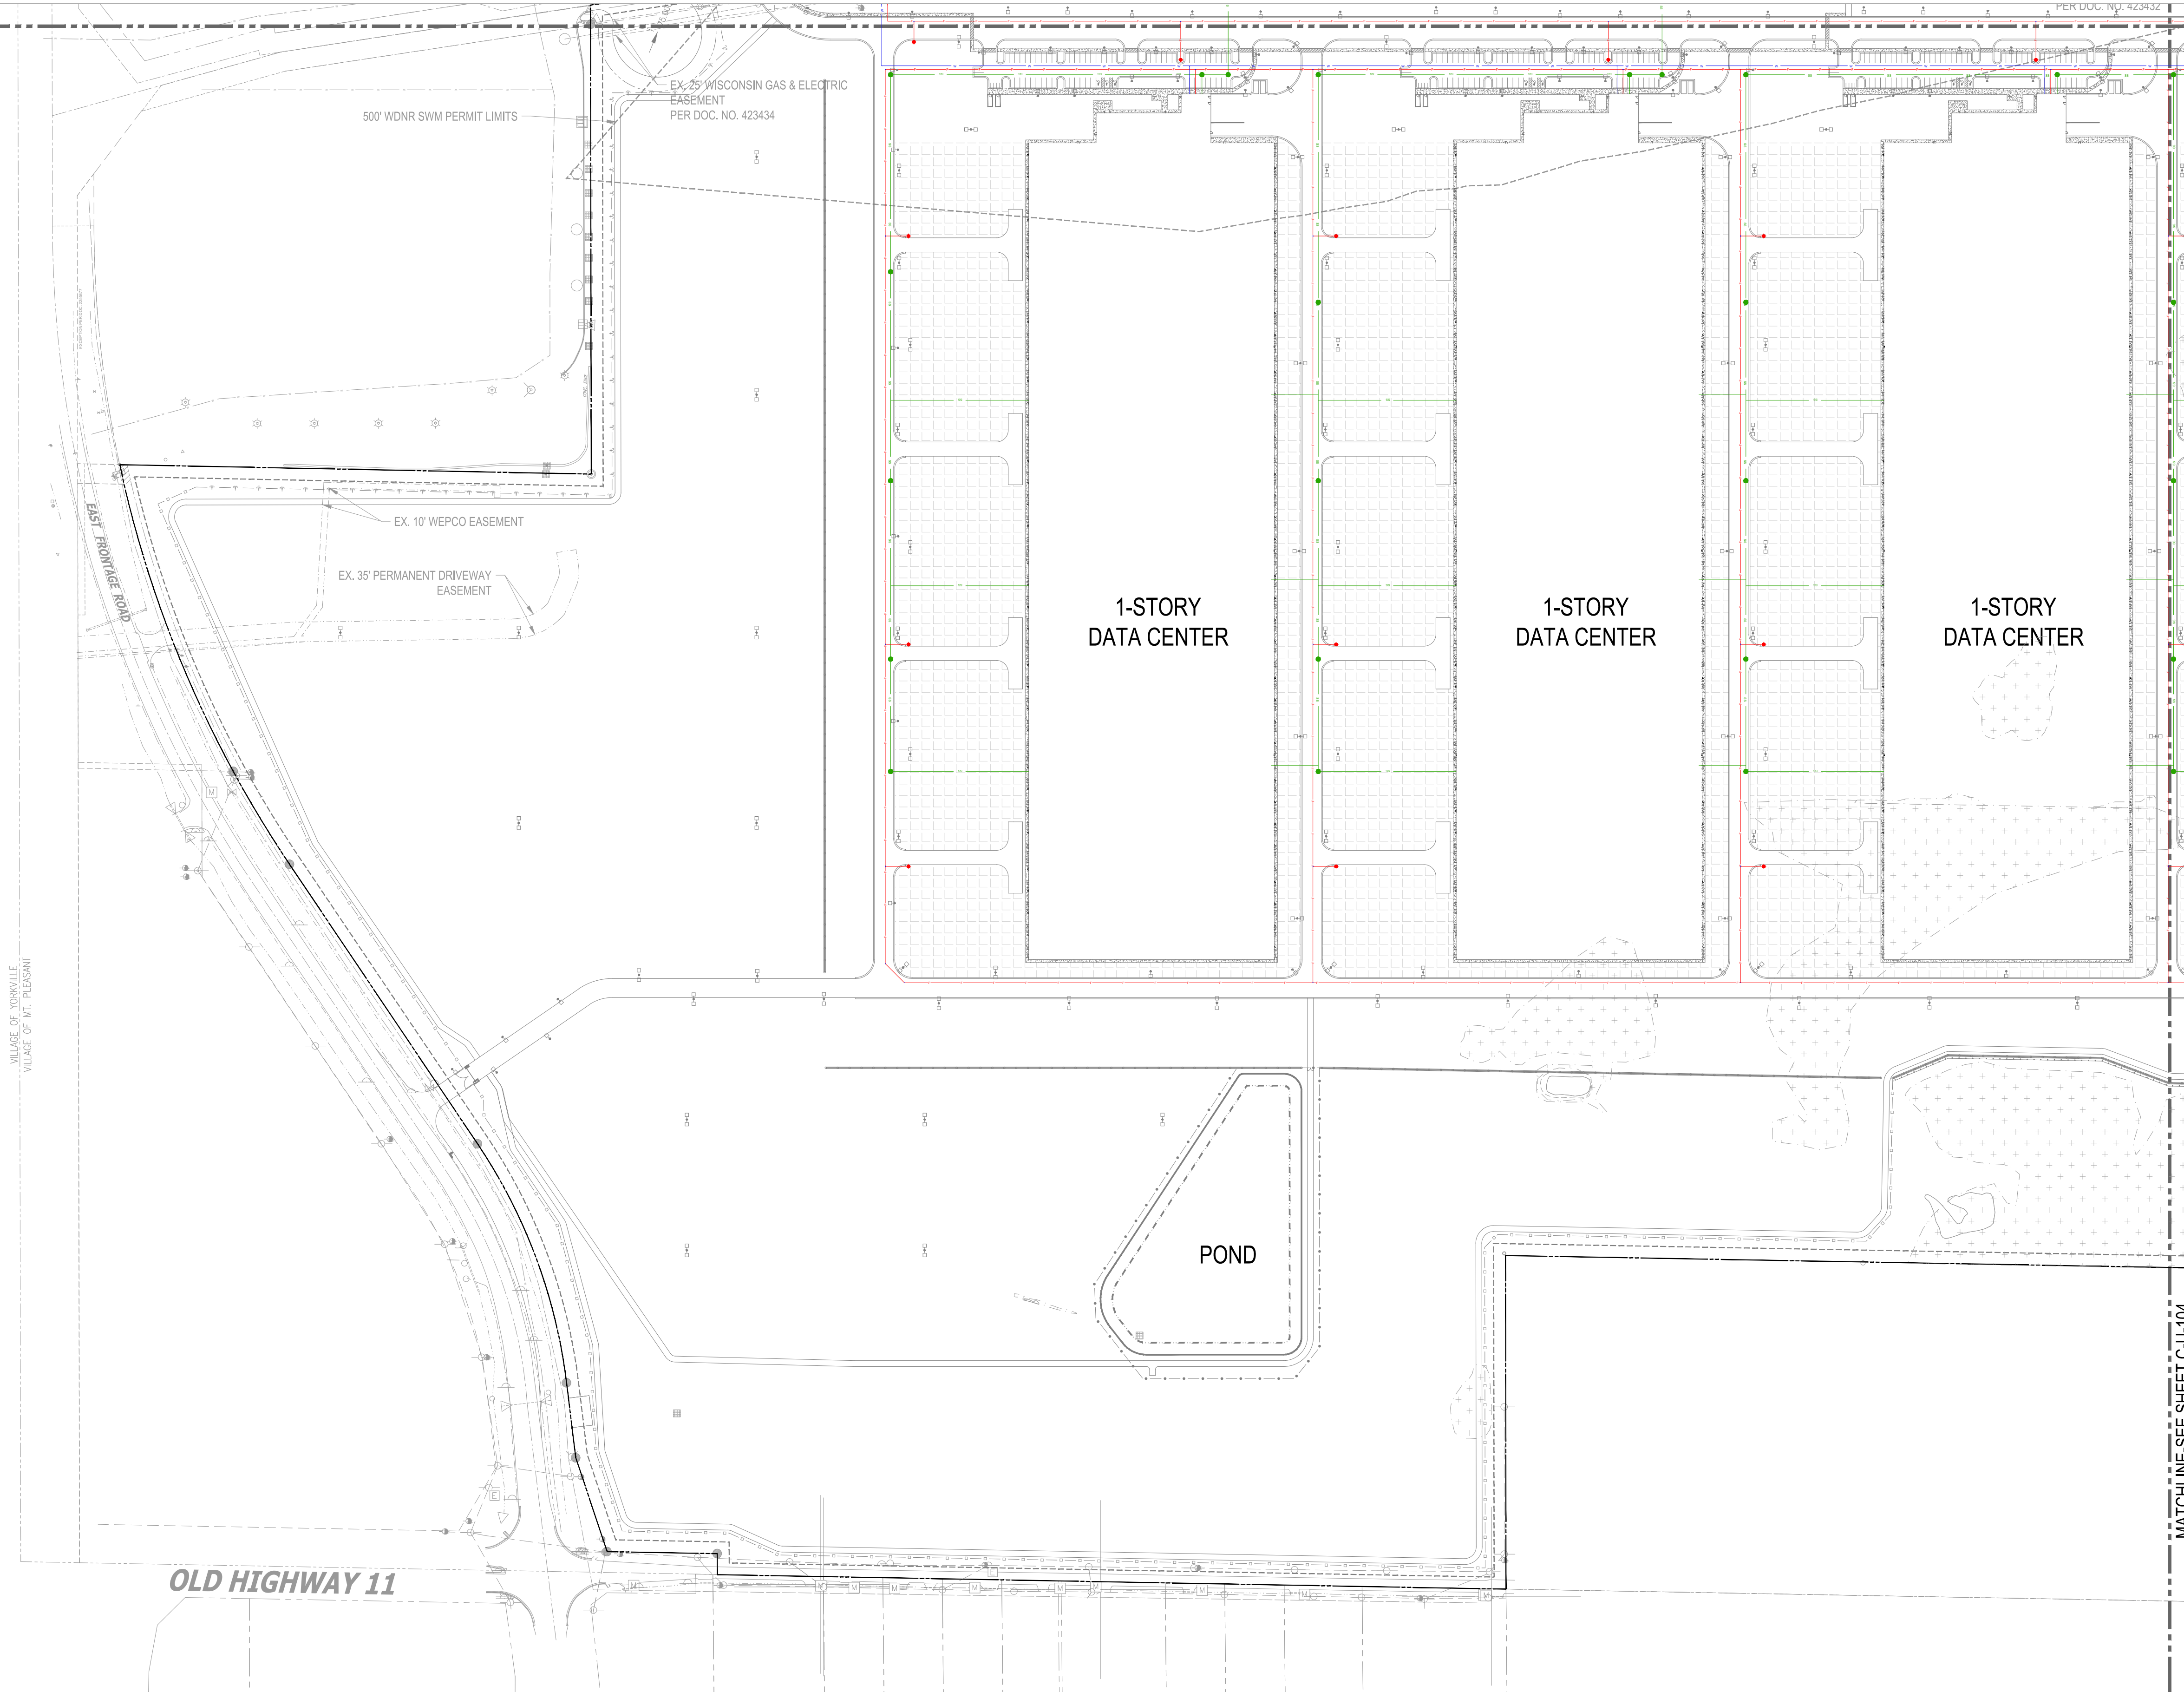 PER DOC. NO. 423432
EX. 25' WISCONSIN GAS & ELECTRIC
EASEMENT
PER DOC. NO. 423434
500' WDNR SWM PERMIT LIMITS
EX. 10' WEPCO EASEMENT
EX. 35' PERMANENT DRIVEWAY
EASEMENT
EAST FRONTAGE ROAD
1-STORY
DATA CENTER
1-STORY
DATA CENTER
1-STORY
DATA CENTER
VILLAGE OF YORKVILLE
VILLAGE OF MT. PLEASANT
POND
MATCHLINE SEE SHEET C-U-104
OLD HIGHWAY 11